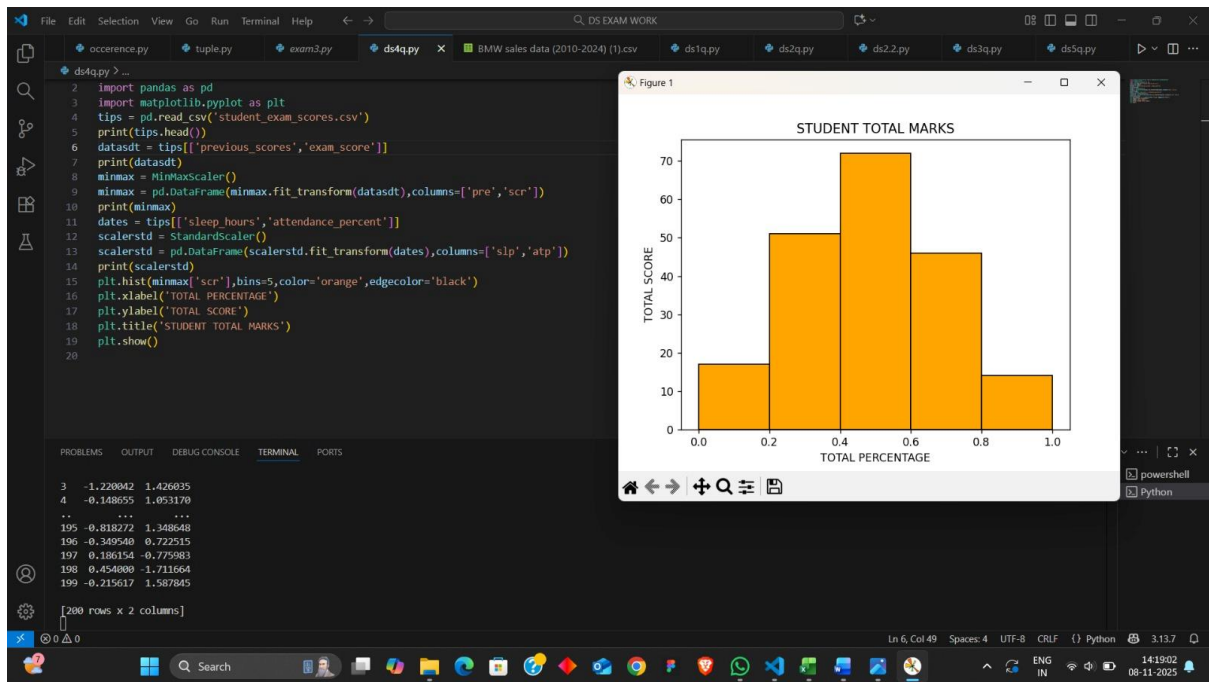 File Edit Selection View Go Run Terminal Help
DS EXAM WORK
occerence.py tuple.py exam3.py ds4q.py BMW sales data (2010-2024) (1).csv ds1q.py ds2q.py ds2.2.py ds3q.py ds5q.py
ds4q.py > ...
2 import pandas as pd
3 import matplotlib.pyplot as plt
4 tips = pd.read_csv('student_exam_scores.csv')
5 print(tips.head())
6 datasdt = tips[['previous_scores','exam_score']]
7 print(datasdt)
8 minmax = MinMaxScaler()
9 minmax = pd.DataFrame(minmax.fit_transform(datasdt),columns=['pre','scr'])
10 print(minmax)
11 dates = tips[['sleep_hours','attendance_percent']]
12 scalerstd = StandardScaler()
13 scalerstd = pd.DataFrame(scalerstd.fit_transform(dates),columns=['slp','atp'])
14 print(scalerstd)
15 plt.hist(minmax['scr'],bins=5,color='orange',edgecolor='black')
16 plt.xlabel('TOTAL PERCENTAGE')
17 plt.ylabel('TOTAL SCORE')
18 plt.title('STUDENT TOTAL MARKS')
19 plt.show()
20
Figure 1
STUDENT TOTAL MARKS
70
60
50
40
30
20
10
0
TOTAL SCORE
0.0 0.2 0.4 0.6 0.8 1.0
TOTAL PERCENTAGE
PROBLEMS OUTPUT DEBUG CONSOLE TERMINAL PORTS
3 -1.220042 1.426035
4 -0.148655 1.053170
.. ... ...
195 -0.818272 1.348648
196 -0.349540 0.722515
197 0.186154 -0.775983
198 0.454000 -1.711664
199 -0.215617 1.587845
[200 rows x 2 columns]
powershell
Python
0 0
Ln 6, Col 49 Spaces: 4 UTF-8 CRLF {} Python 3.13.7
7
Search
ENG
IN
14:19:02
08-11-2025